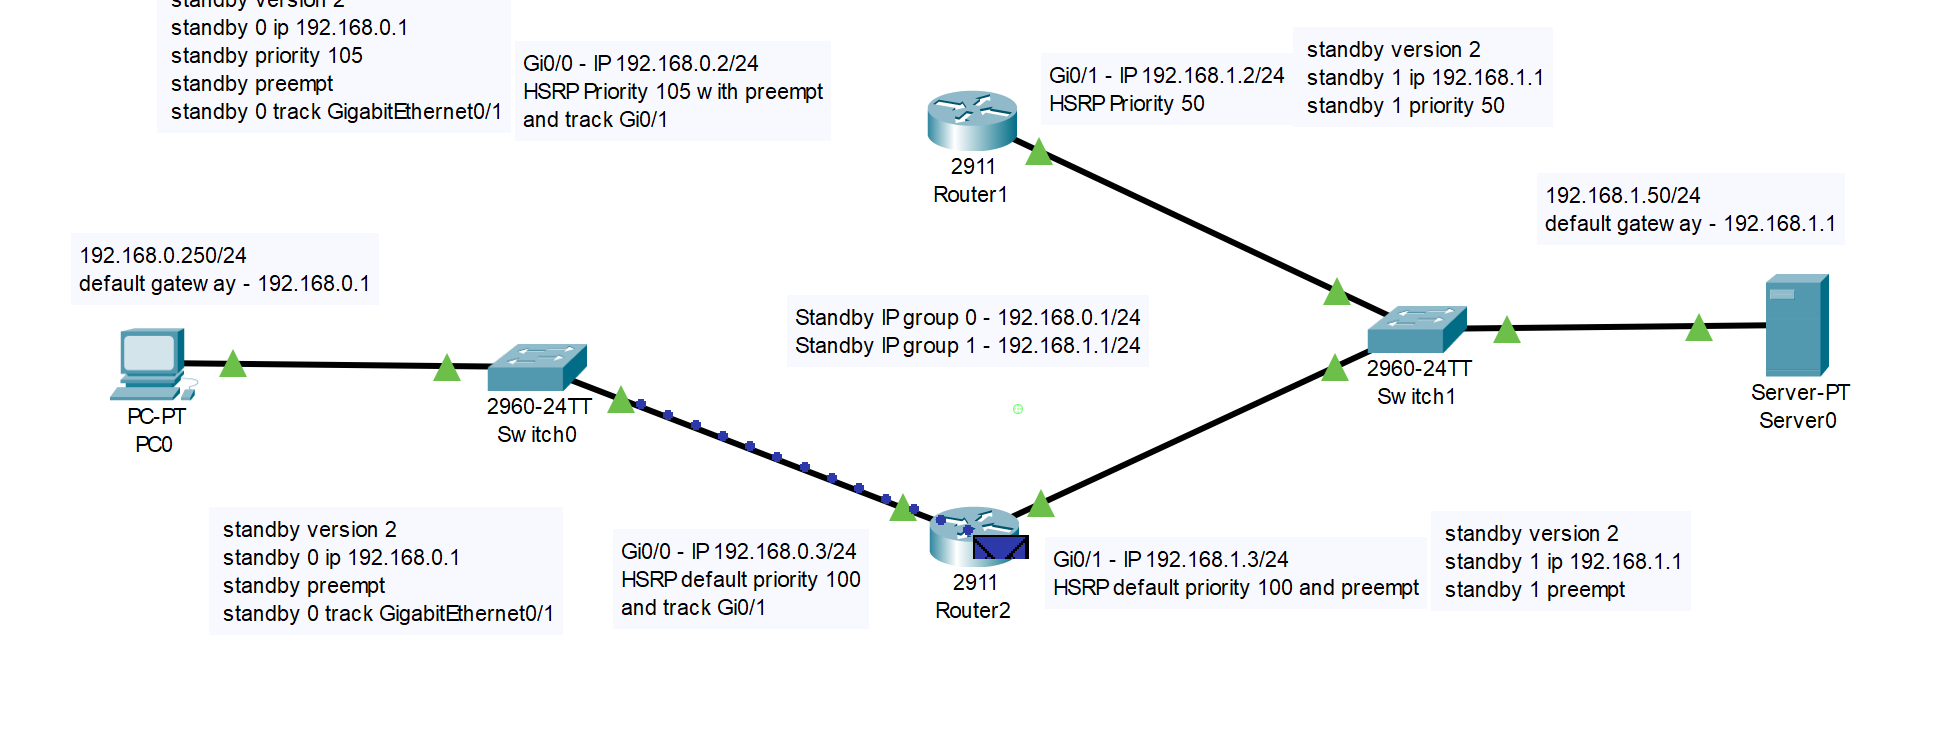 standby version 2
standby 0 ip 192.168.0.1
standby priority 105
standby preempt
standby 0 track GigabitEthernet0/1
Gi0/0 - IP 192.168.0.2/24
HSRP Priority 105 with preempt
and track Gi0/1
Gi0/1 - IP 192.168.1.2/24
HSRP Priority 50
standby version 2
standby 1 ip 192.168.1.1
standby 1 priority 50
2911
Router1
192.168.1.50/24
default gateway - 192.168.1.1
192.168.0.250/24
default gateway - 192.168.0.1
Standby IP group 0 - 192.168.0.1/24
Standby IP group 1 - 192.168.1.1/24
PC-PT
PC0
2960-24TT
Switch0
2960-24TT
Switch1
Server-PT
Server0
standby version 2
standby 0 ip 192.168.0.1
standby preempt
standby 0 track GigabitEthernet0/1
Gi0/0 - IP 192.168.0.3/24
HSRP default priority 100
and track Gi0/1
2911
Router2
Gi0/1 - IP 192.168.1.3/24
HSRP default priority 100 and preempt
standby version 2
standby 1 ip 192.168.1.1
standby 1 preempt